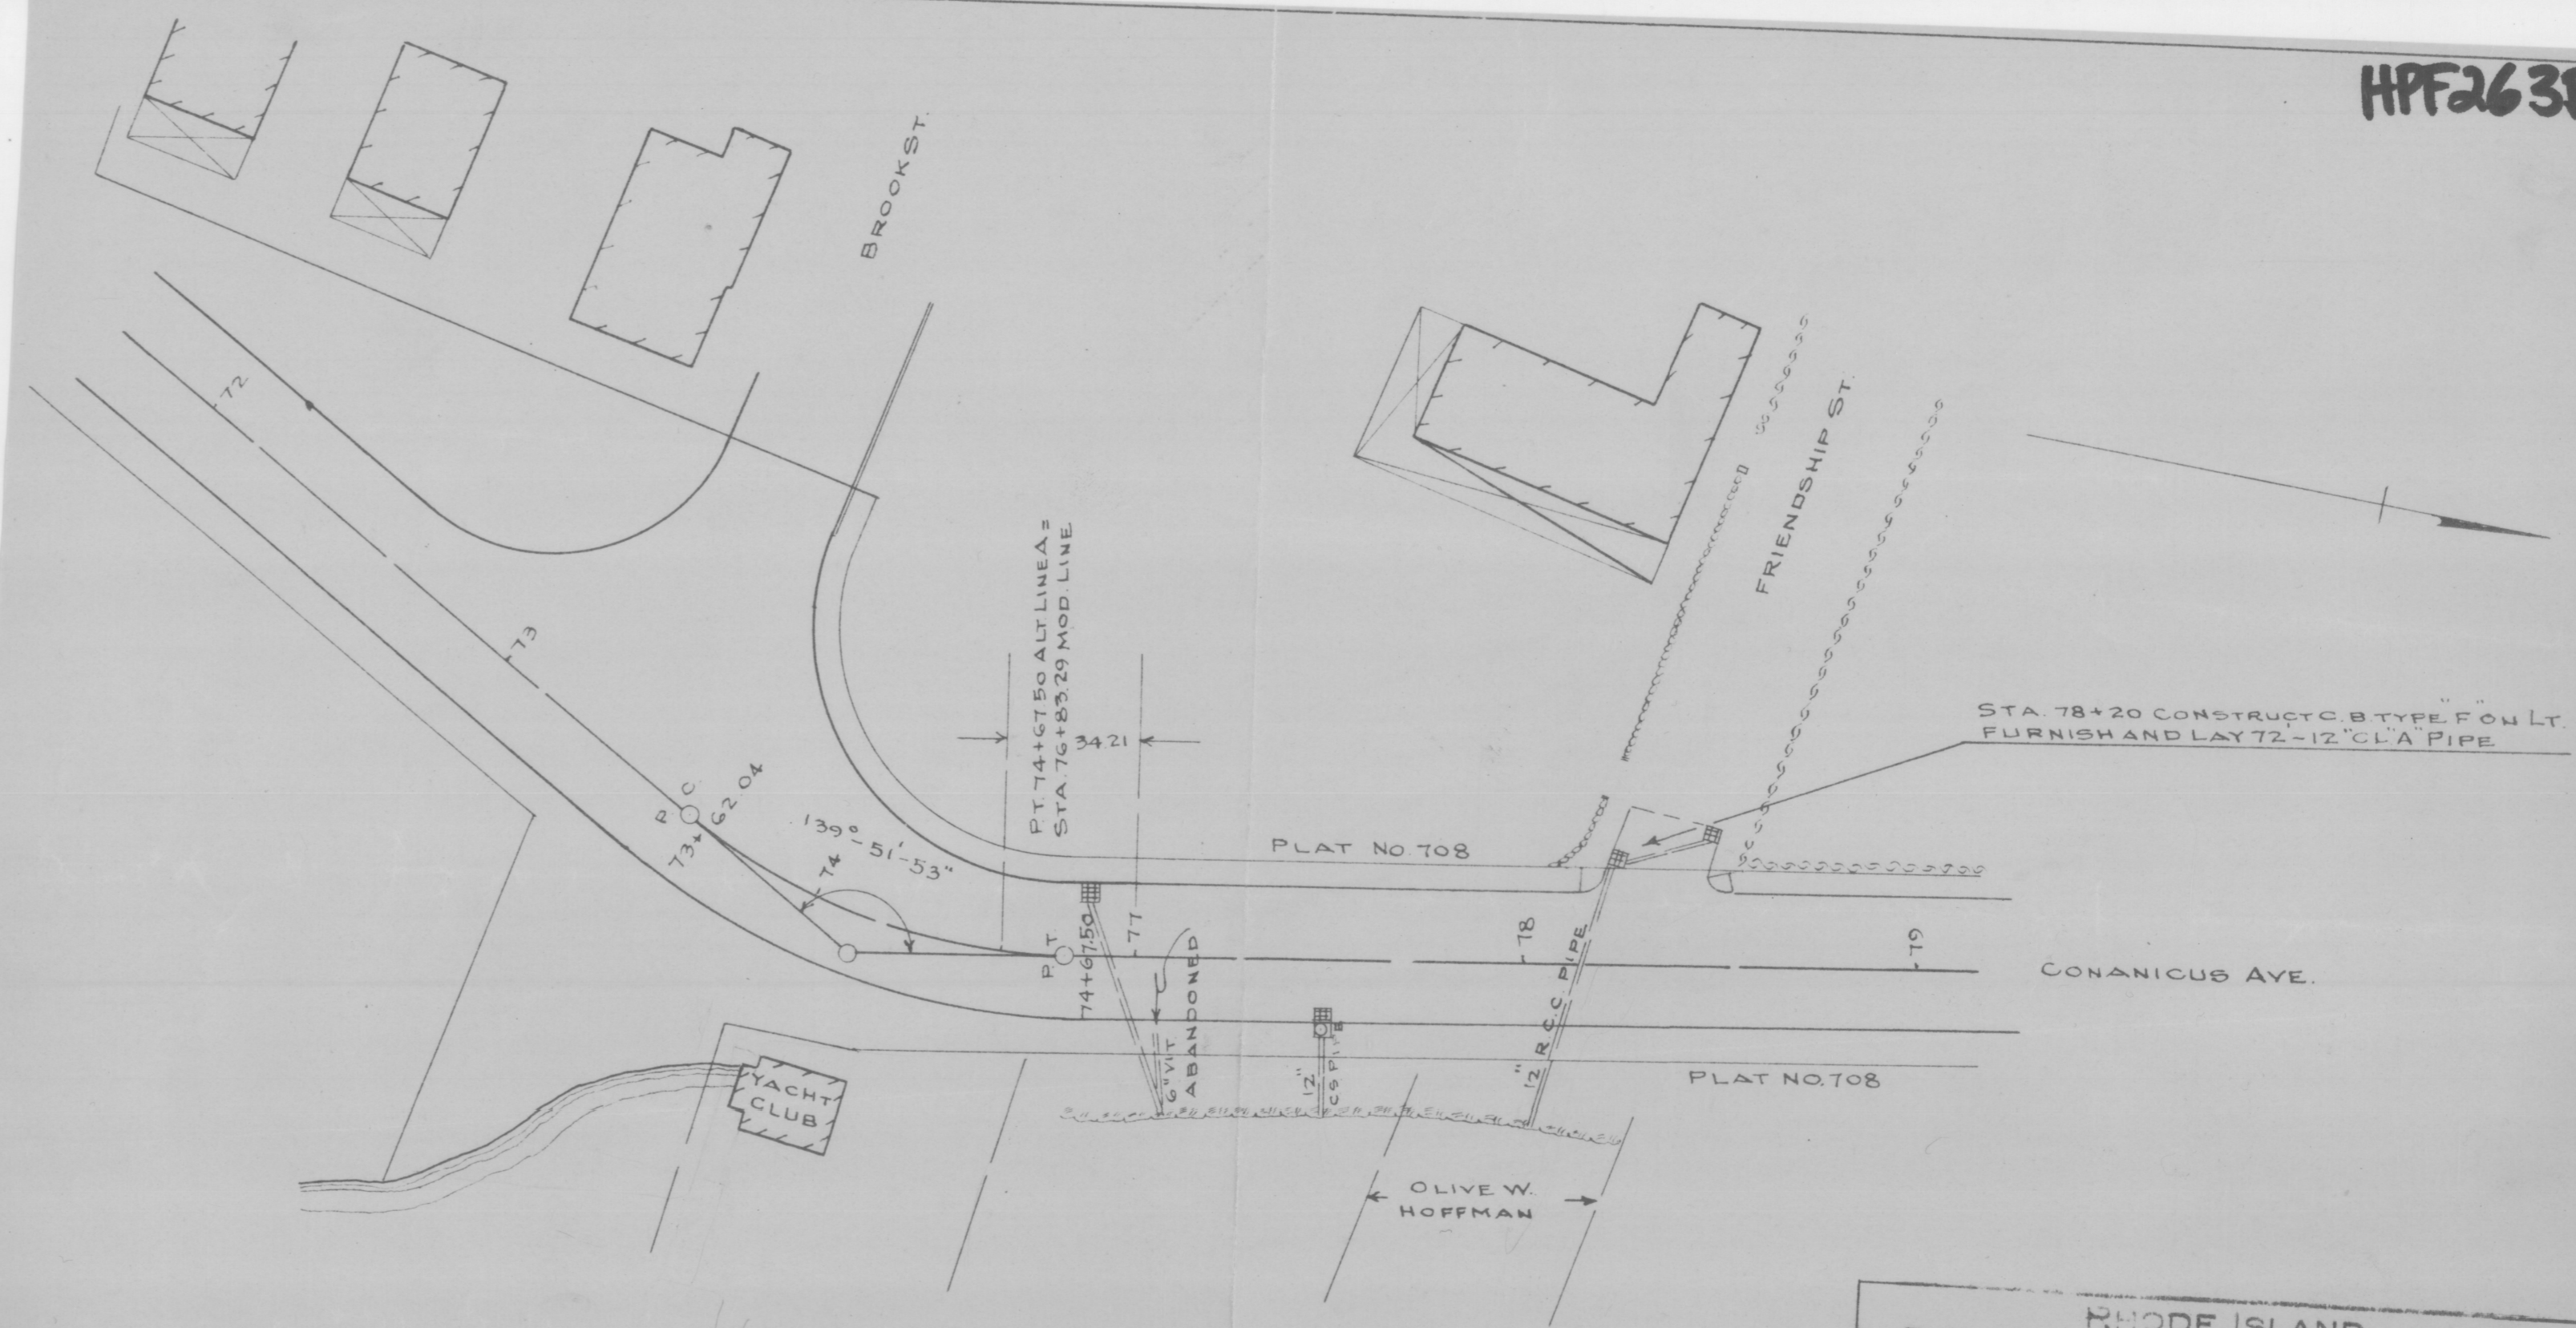 HPF263
BROOK ST.
72
73
P.C.
73+62.04
139°-51'-53"
74
P.T. 74+67.50 ALT LINE A =
STA. 76+83.29 MOD. LINE
34.21
FRIENDSHIP ST.
STA. 78+20 CONSTRUCT C.B. TYPE "F" ON LT.
FURNISH AND LAY 72-12" CL "A" PIPE
PLAT NO. 708
P.T.
74+67.50
77
78
79
CONANICUS AVE.
6" VIT
ABANDONED
12"
CS PIPE
12" R.C.C. PIPE
PLAT NO. 708
YACHT
CLUB
OLIVE W.
HOFFMAN
RHODE ISLAND